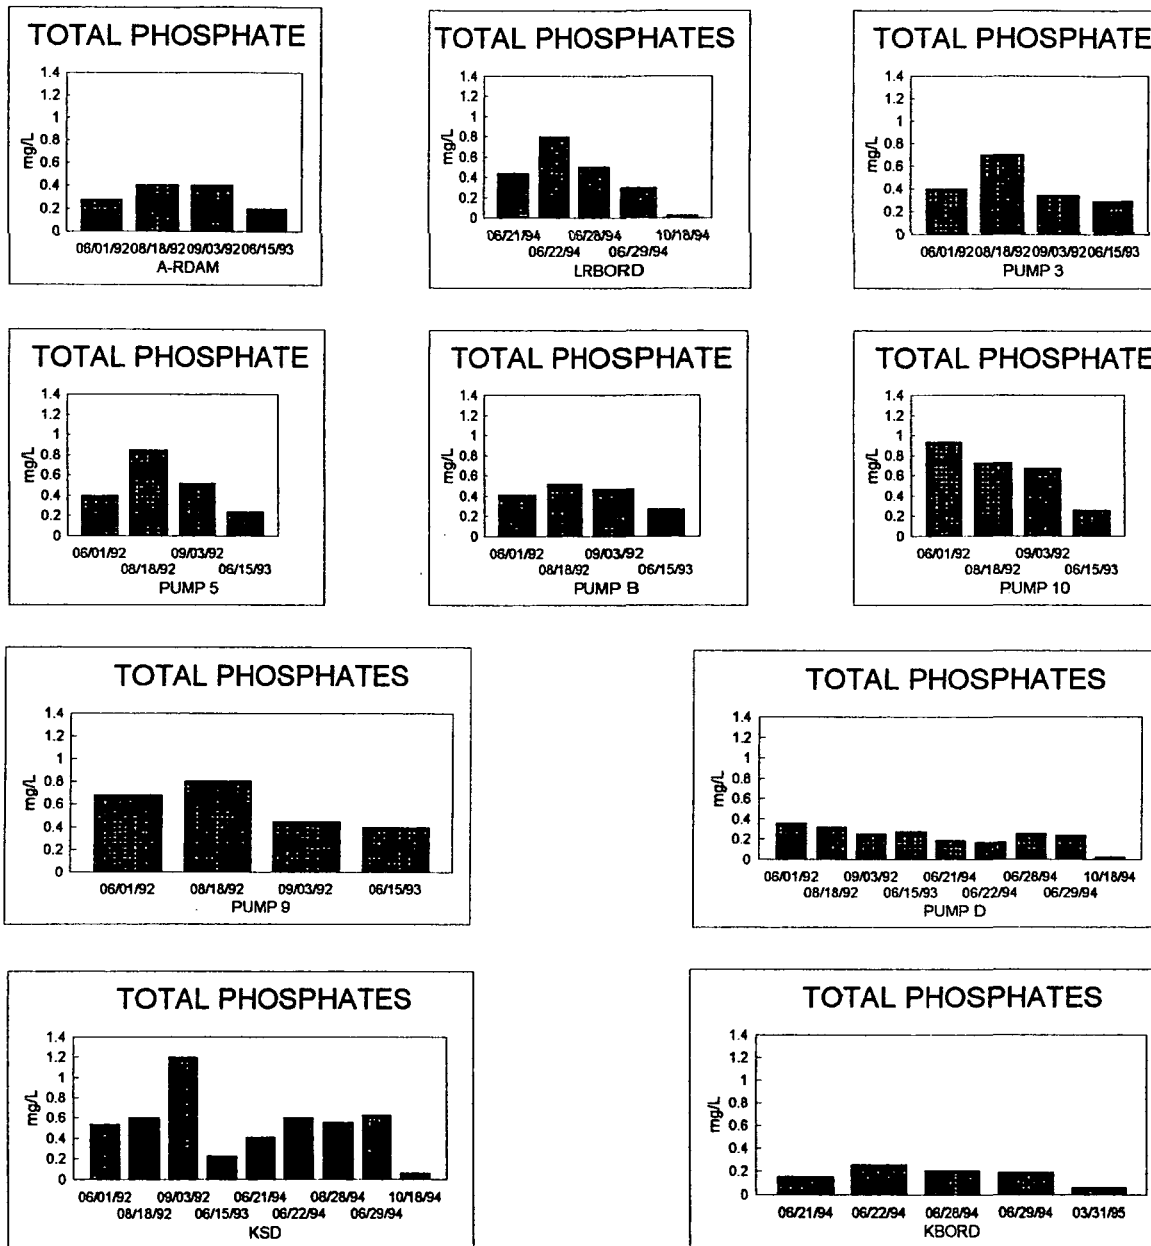 TOTAL PHOSPHATE
mg/L
1.4
1.2
1
0.8
0.6
0.4
0.2
0
06/01/92 08/18/92 09/03/92 06/15/93
A-RDAM
TOTAL PHOSPHATES
mg/L
1.4
1.2
1
0.8
0.6
0.4
0.2
0
06/21/94 06/28/94 10/18/94
06/22/94 06/29/94
LRBORD
TOTAL PHOSPHATE
mg/L
1.4
1.2
1
0.8
0.6
0.4
0.2
0
06/01/92 08/18/92 09/03/92 06/15/93
PUMP 3
TOTAL PHOSPHATE
mg/L
1.4
1.2
1
0.8
0.6
0.4
0.2
0
06/01/92 09/03/92
08/18/92 06/15/93
PUMP 5
TOTAL PHOSPHATE
mg/L
1.4
1.2
1
0.8
0.6
0.4
0.2
0
06/01/92 09/03/92
08/18/92 06/15/93
PUMP B
TOTAL PHOSPHATE
mg/L
1.4
1.2
1
0.8
0.6
0.4
0.2
0
06/01/92 09/03/92
08/18/92 06/15/93
PUMP 10
TOTAL PHOSPHATES
mg/L
1.4
1.2
1
0.8
0.6
0.4
0.2
0
06/01/92 08/18/92 09/03/92 06/15/93
PUMP 9
TOTAL PHOSPHATES
mg/L
1.4
1.2
1
0.8
0.6
0.4
0.2
0
06/01/92 09/03/92 06/21/94 06/28/94 10/18/94
08/18/92 06/15/93 06/22/94 06/29/94
PUMP D
TOTAL PHOSPHATES
mg/L
1.4
1.2
1
0.8
0.6
0.4
0.2
0
06/01/92 09/03/92 06/21/94 08/28/94 10/18/94
08/18/92 06/15/93 06/22/94 06/29/94
KSD
TOTAL PHOSPHATES
mg/L
1.4
1.2
1
0.8
0.6
0.4
0.2
0
06/21/94 06/22/94 06/28/94 06/29/94 03/31/95
KBORD